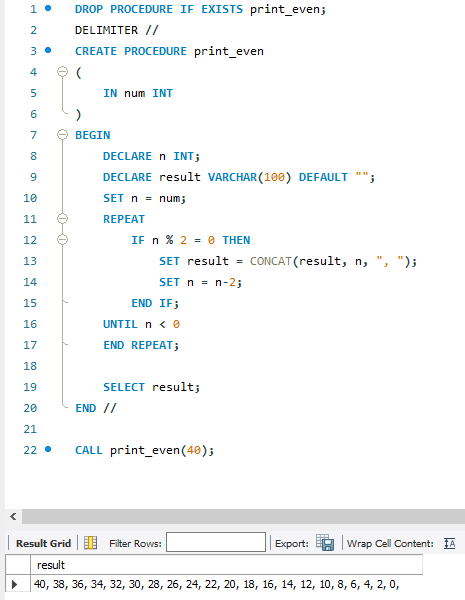 1 DROP PROCEDURE IF EXISTS print_even;
2 DELIMITER //
3 CREATE PROCEDURE print_even
4 (
5 IN num INT
6 )
7 BEGIN
8 DECLARE n INT;
9 DECLARE result VARCHAR(100) DEFAULT "";
10 SET n = num;
11 REPEAT
12 IF n % 2 = 0 THEN
13 SET result = CONCAT(result, n, ", ");
14 SET n = n-2;
15 END IF;
16 UNTIL n < 0
17 END REPEAT;
18
19 SELECT result;
20 END //
21
22 CALL print_even(40);
Result Grid Filter Rows: Export: Wrap Cell Content: IA
result
40, 38, 36, 34, 32, 30, 28, 26, 24, 22, 20, 18, 16, 14, 12, 10, 8, 6, 4, 2, 0,